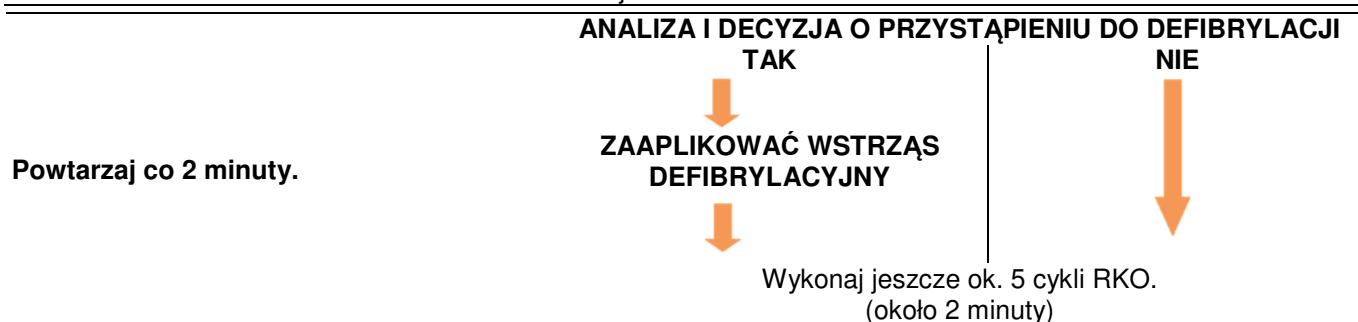 ANALIZA I DECYZJA O PRZYSTĄPIENIU DO DEFIBRYLACJI
TAK
NIE
ZAAPLIKOWAĆ WSTRZĄS
DEFIBRYLACYJNY
Powtarzaj co 2 minuty.
Wykonaj jeszcze ok. 5 cykli RKO.
(około 2 minuty)